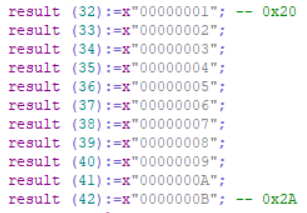 result (32):=x"00000001"; -- 0x20
result (33):=x"00000002";
result (34):=x"00000003";
result (35):=x"00000004";
result (36):=x"00000005";
result (37):=x"00000006";
result (38):=x"00000007";
result (39):=x"00000008";
result (40):=x"00000009";
result (41):=x"0000000A";
result (42):=x"0000000B"; -- 0x2A